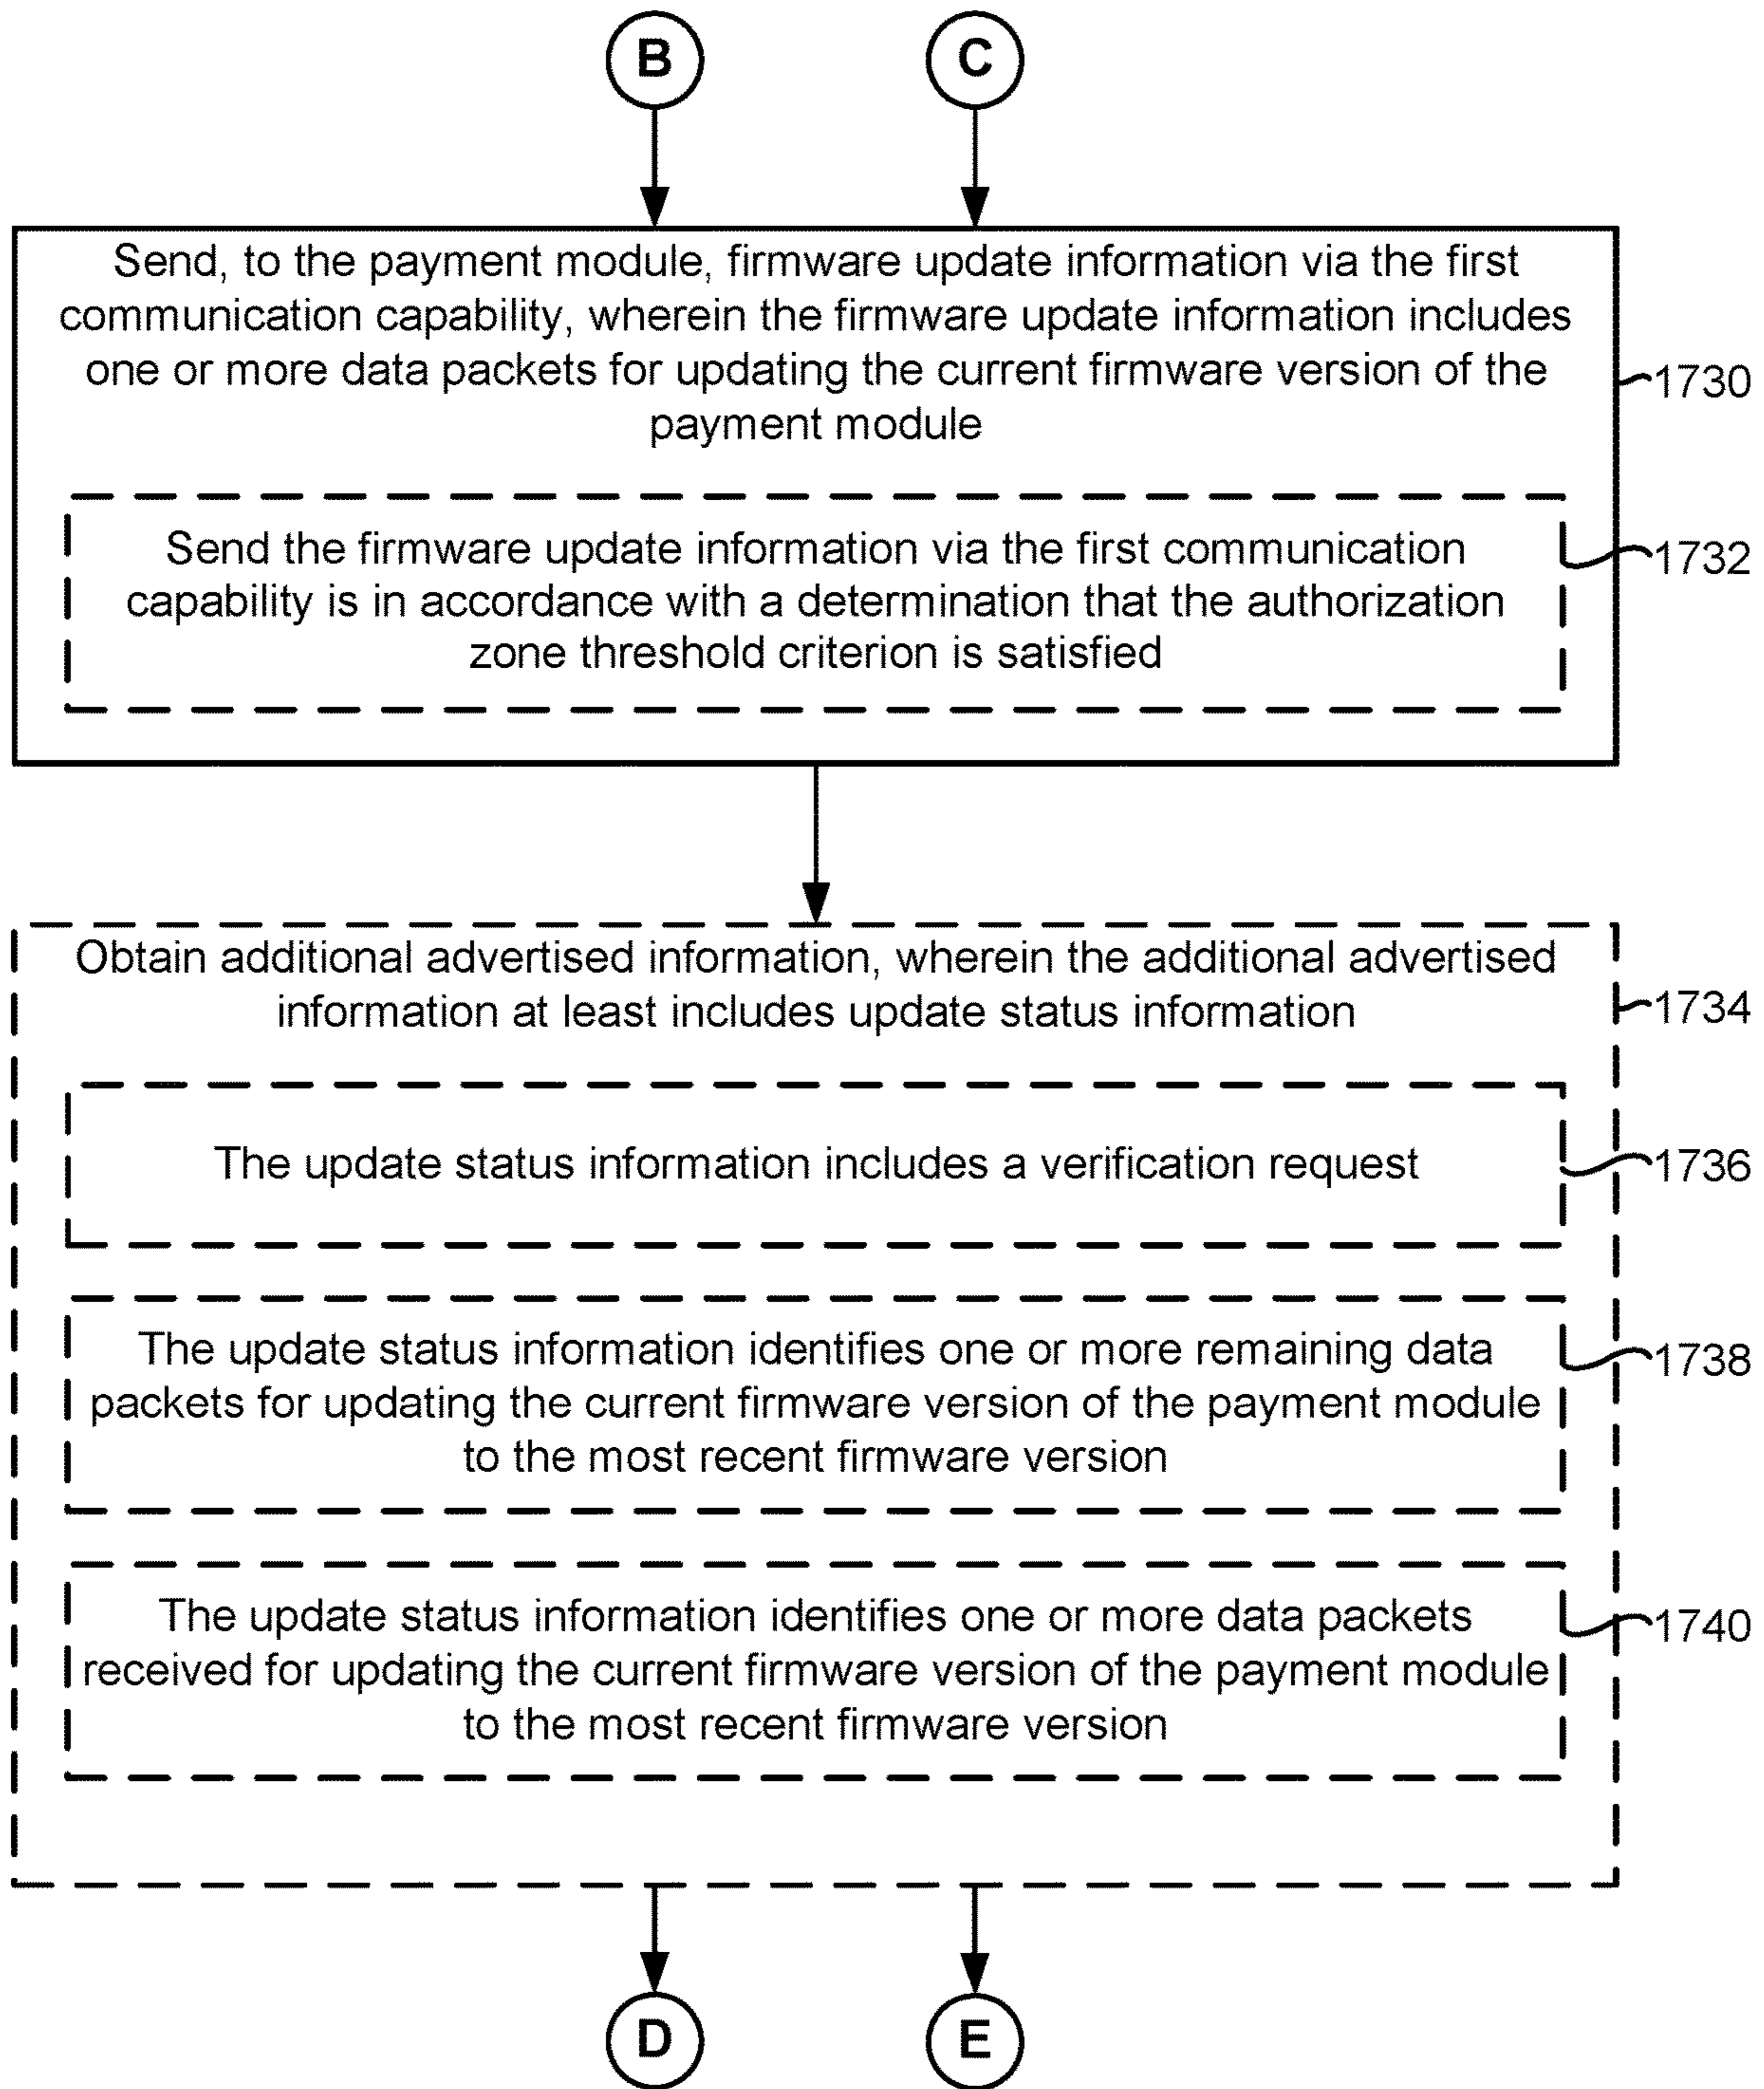 B
C
Send, to the payment module, firmware update information via the first
communication capability, wherein the firmware update information includes
one or more data packets for updating the current firmware version of the
payment module
1730
Send the firmware update information via the first communication
capability is in accordance with a determination that the authorization
zone threshold criterion is satisfied
1732
Obtain additional advertised information, wherein the additional advertised
information at least includes update status information
1734
The update status information includes a verification request
1736
The update status information identifies one or more remaining data
packets for updating the current firmware version of the payment module
to the most recent firmware version
1738
The update status information identifies one or more data packets
received for updating the current firmware version of the payment module
to the most recent firmware version
1740
D
E